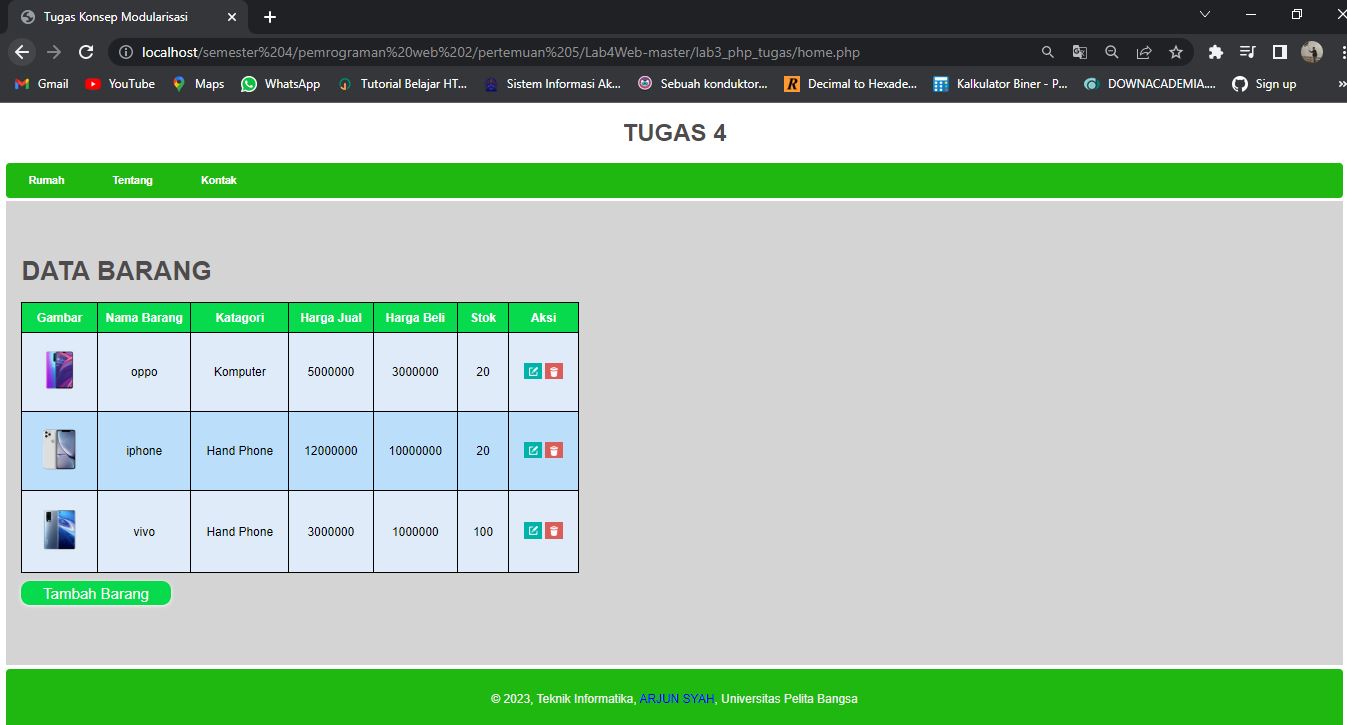 Tugas Konsep Modularisasi
localhost/semester%204/pemrograman%20web%202/pertemuan%205/Lab4Web-master/lab3_php_tugas/home.php
Gmail YouTube Maps WhatsApp Tutorial Belajar HT... Sistem Informasi Ak... Sebuah konduktor... R Decimal to Hexade... Kalkulator Biner - P... DOWNACADEMIA.... Sign up »
TUGAS 4
Rumah Tentang Kontak
DATA BARANG
Gambar Nama Barang Katagori Harga Jual Harga Beli Stok Aksi
oppo Komputer 5000000 3000000 20
iphone Hand Phone 12000000 10000000 20
vivo Hand Phone 3000000 1000000 100
Tambah Barang
© 2023, Teknik Informatika, ARJUN SYAH, Universitas Pelita Bangsa